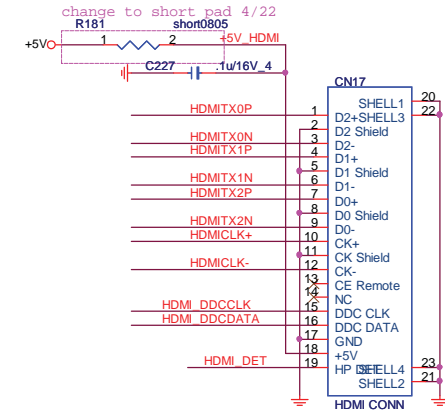 change to short pad 4/22
R181 short0805
+5V 1 2 +5V_HDMI
C227 .1u/16V_4
CN17
SHELL1 20
HDMITX0P 1 D2+ SHELL3 22
2 D2 Shield
HDMITX0N 3 D2-
HDMITX1P 4 D1+
5 D1 Shield
HDMITX1N 6 D1-
HDMITX2P 7 D0+
8 D0 Shield
HDMITX2N 9 D0-
HDMICLK+ 10 CK+
11 CK Shield
HDMICLK- 12 CK-
13 CE Remote
14 NC
HDMI_DDCCLK 15 DDC CLK
HDMI_DDCDATA 16 DDC DATA
17 GND
18 +5V
HDMI_DET 19 HP DET SHELL4 23
SHELL2 21
HDMI CONN